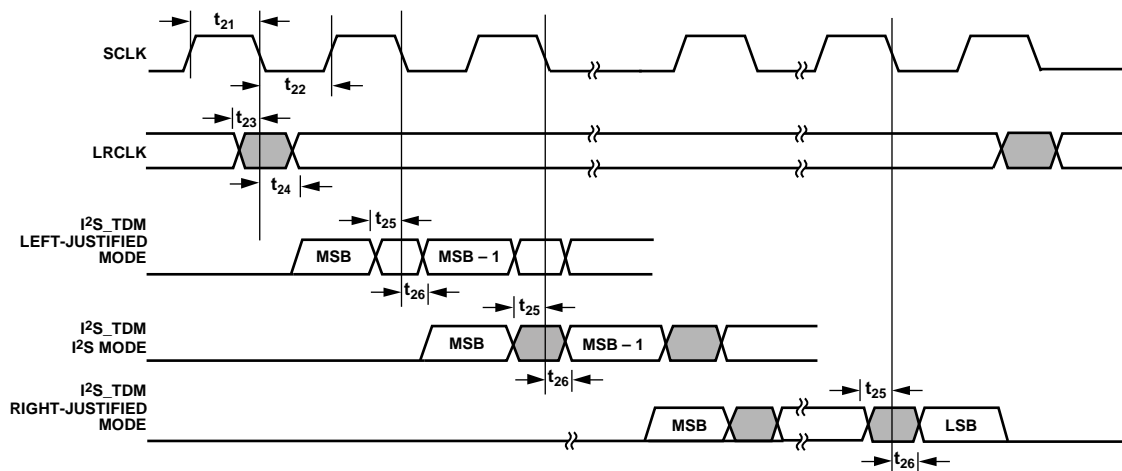 t21
SCLK
t22
t23
LRCLK
t24
I2S_TDM
LEFT-JUSTIFIED
MODE
t25
MSB
MSB – 1
t26
I2S_TDM
I2S MODE
t25
MSB
MSB – 1
t26
I2S_TDM
RIGHT-JUSTIFIED
MODE
t25
MSB
LSB
t26